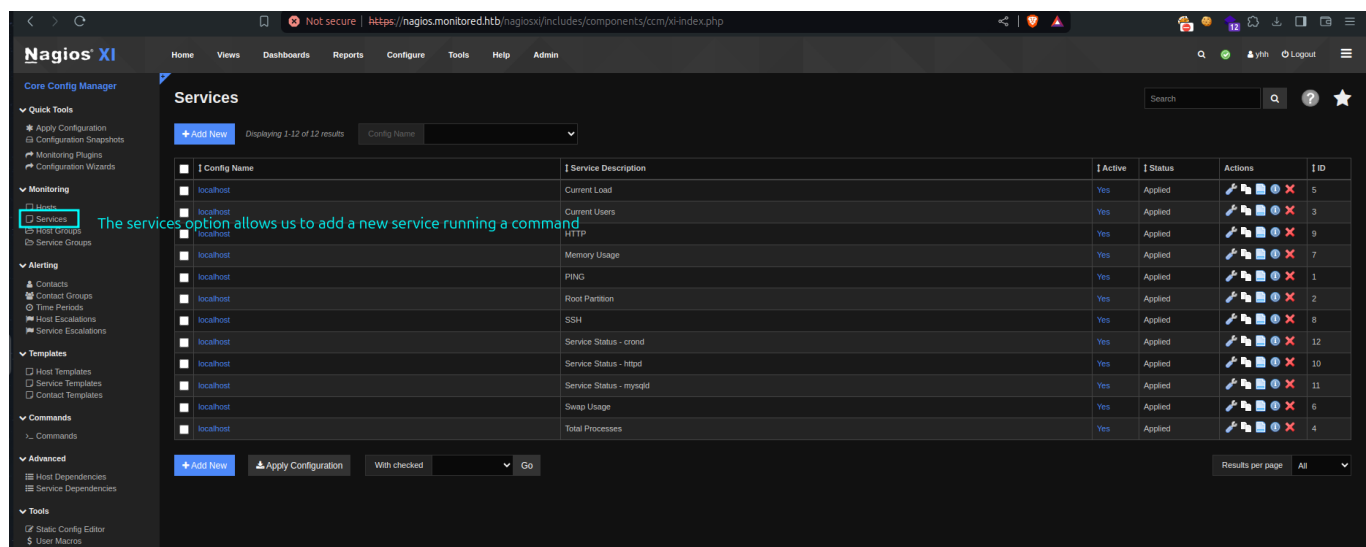 Not secure | https://nagios.monitored.htb/nagiosxi/includes/components/ccm/xi-index.php
12
Nagios XI Home Views Dashboards Reports Configure Tools Help Admin yhh Logout
Core Config Manager
Quick Tools
Apply Configuration
Configuration Snapshots
Monitoring Plugins
Configuration Wizards
Monitoring
Hosts
Services
Host Groups
Service Groups
Alerting
Contacts
Contact Groups
Time Periods
Host Escalations
Service Escalations
Templates
Host Templates
Service Templates
Contact Templates
Commands
>_ Commands
Advanced
Host Dependencies
Service Dependencies
Tools
Static Config Editor
$ User Macros
Services
Search
+ Add New Displaying 1-12 of 12 results Config Name
Config Name Service Description Active Status Actions ID
localhost Current Load Yes Applied 5
localhost Current Users Yes Applied 3
The services option allows us to add a new service running a command
localhost HTTP Yes Applied 9
localhost Memory Usage Yes Applied 7
localhost PING Yes Applied 1
localhost Root Partition Yes Applied 2
localhost SSH Yes Applied 8
localhost Service Status - crond Yes Applied 12
localhost Service Status - httpd Yes Applied 10
localhost Service Status - mysqld Yes Applied 11
localhost Swap Usage Yes Applied 6
localhost Total Processes Yes Applied 4
+ Add New Apply Configuration With checked Go Results per page All